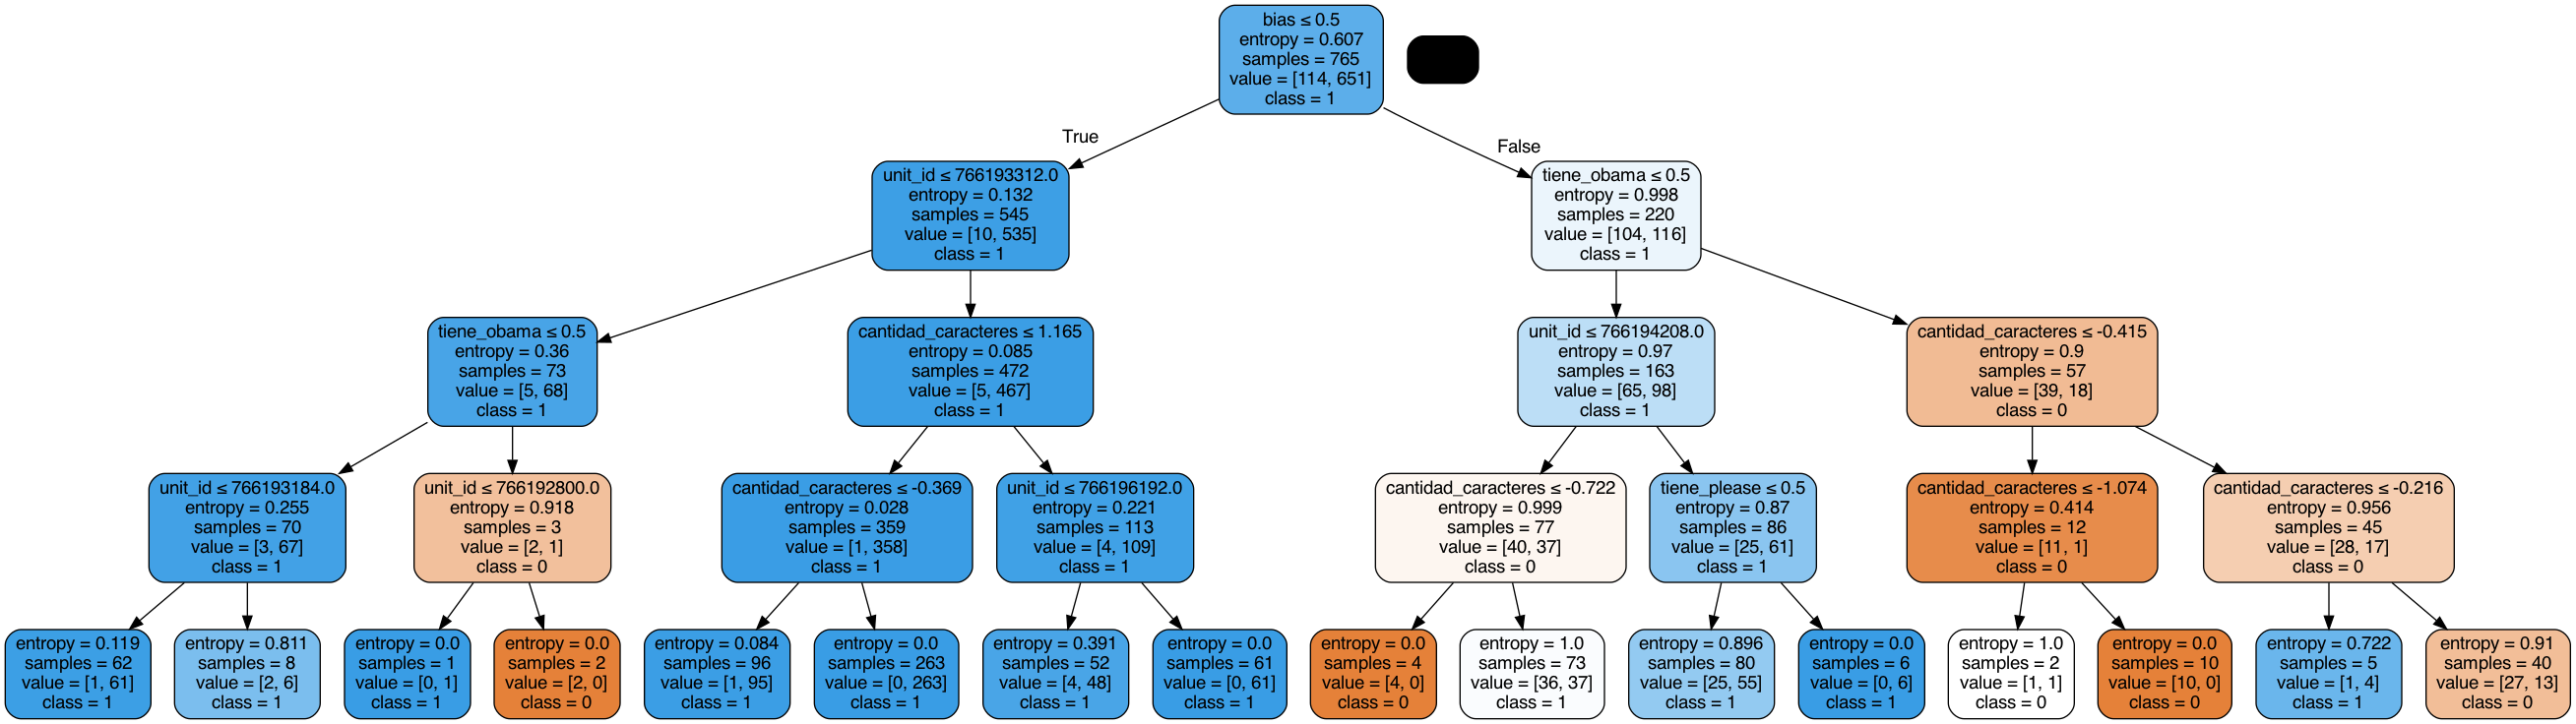 bias ≤ 0.5
entropy = 0.607
samples = 765
value = [114, 651]
class = 1
True
False
unit_id ≤ 766193312.0
entropy = 0.132
samples = 545
value = [10, 535]
class = 1
tiene_obama ≤ 0.5
entropy = 0.998
samples = 220
value = [104, 116]
class = 1
tiene_obama ≤ 0.5
entropy = 0.36
samples = 73
value = [5, 68]
class = 1
cantidad_caracteres ≤ 1.165
entropy = 0.085
samples = 472
value = [5, 467]
class = 1
unit_id ≤ 766194208.0
entropy = 0.97
samples = 163
value = [65, 98]
class = 1
cantidad_caracteres ≤ -0.415
entropy = 0.9
samples = 57
value = [39, 18]
class = 0
unit_id ≤ 766193184.0
entropy = 0.255
samples = 70
value = [3, 67]
class = 1
unit_id ≤ 766192800.0
entropy = 0.918
samples = 3
value = [2, 1]
class = 0
cantidad_caracteres ≤ -0.369
entropy = 0.028
samples = 359
value = [1, 358]
class = 1
unit_id ≤ 766196192.0
entropy = 0.221
samples = 113
value = [4, 109]
class = 1
cantidad_caracteres ≤ -0.722
entropy = 0.999
samples = 77
value = [40, 37]
class = 0
tiene_please ≤ 0.5
entropy = 0.87
samples = 86
value = [25, 61]
class = 1
cantidad_caracteres ≤ -1.074
entropy = 0.414
samples = 12
value = [11, 1]
class = 0
cantidad_caracteres ≤ -0.216
entropy = 0.956
samples = 45
value = [28, 17]
class = 0
entropy = 0.119
samples = 62
value = [1, 61]
class = 1
entropy = 0.811
samples = 8
value = [2, 6]
class = 1
entropy = 0.0
samples = 1
value = [0, 1]
class = 1
entropy = 0.0
samples = 2
value = [2, 0]
class = 0
entropy = 0.084
samples = 96
value = [1, 95]
class = 1
entropy = 0.0
samples = 263
value = [0, 263]
class = 1
entropy = 0.391
samples = 52
value = [4, 48]
class = 1
entropy = 0.0
samples = 61
value = [0, 61]
class = 1
entropy = 0.0
samples = 4
value = [4, 0]
class = 0
entropy = 1.0
samples = 73
value = [36, 37]
class = 1
entropy = 0.896
samples = 80
value = [25, 55]
class = 1
entropy = 0.0
samples = 6
value = [0, 6]
class = 1
entropy = 1.0
samples = 2
value = [1, 1]
class = 0
entropy = 0.0
samples = 10
value = [10, 0]
class = 0
entropy = 0.722
samples = 5
value = [1, 4]
class = 1
entropy = 0.91
samples = 40
value = [27, 13]
class = 0